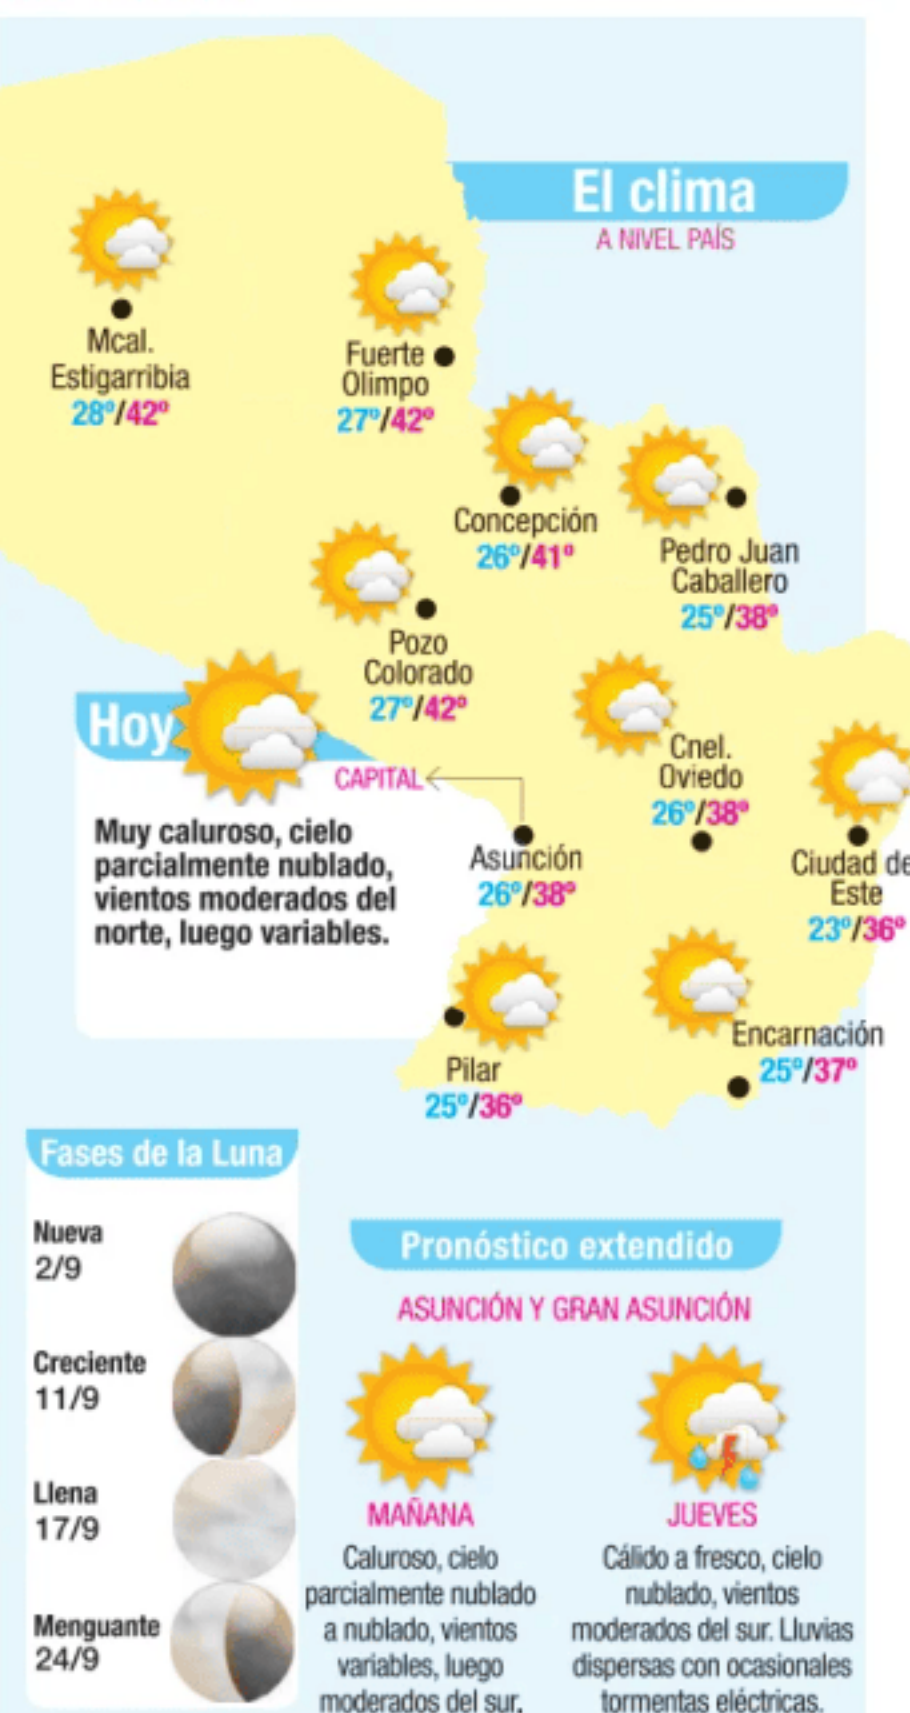 El clima
A NIVEL PAÍS
Mcal.
Estigarribia
28º/42º
Fuerte
Olimpo
27º/42º
Concepción
26º/41º
Pedro Juan
Caballero
25º/38º
Pozo
Colorado
27º/42º
Hoy
CAPITAL
Muy caluroso, cielo
parcialmente nublado,
vientos moderados del
norte, luego variables.
Cnel.
Oviedo
26º/38º
Asunción
26º/38º
Ciudad de
Este
23º/36º
Encarnación
25º/37º
Pilar
25º/36º
Fases de la Luna
Nueva
2/9
Creciente
11/9
Llena
17/9
Menguante
24/9
Pronóstico extendido
ASUNCIÓN Y GRAN ASUNCIÓN
MAÑANA
Caluroso, cielo
parcialmente nublado
a nublado, vientos
variables, luego
moderados del sur.
JUEVES
Cálido a fresco, cielo
nublado, vientos
moderados del sur. Lluvias
dispersas con ocasionales
tormentas eléctricas.